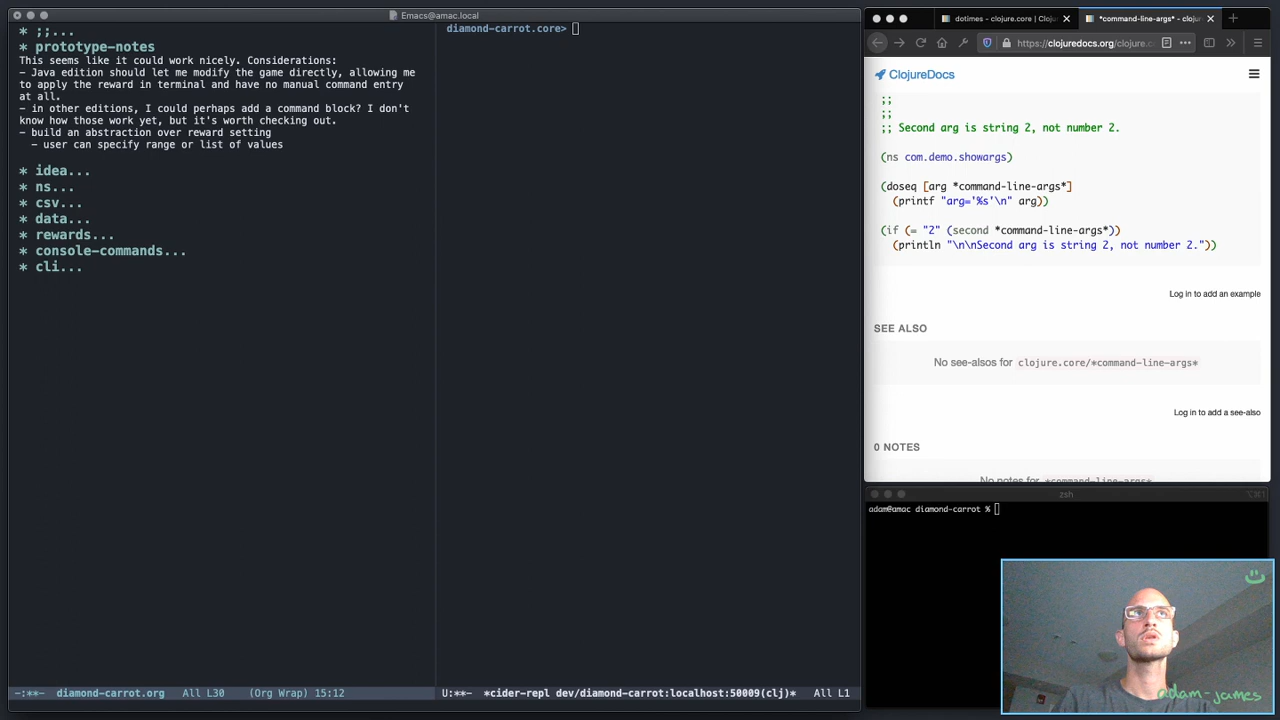 Emacs@amac.local
* ;;...
* prototype-notes
This seems like it could work nicely. Considerations:
- Java edition should let me modify the game directly, allowing me
to apply the reward in terminal and have no manual command entry
at all.
- in other editions, I could perhaps add a command block? I don't
know how those work yet, but it's worth checking out.
- build an abstraction over reward setting
- user can specify range or list of values
* idea...
* ns...
* csv...
* data...
* rewards...
* console-commands...
* cli...
-:**- diamond-carrot.org All L30 (Org Wrap) 15:12
diamond-carrot.core>
U:**- *cider-repl dev/diamond-carrot:localhost:50009(clj)* All L1
dotimes - clojure.core | Cloj
*command-line-args* - cloju
https://clojuredocs.org/clojure.c
ClojureDocs
;;
;;
;; Second arg is string 2, not number 2.
(ns com.demo.showargs)
(doseq [arg *command-line-args*]
(printf "arg='%s'\n" arg))
(if (= "2" (second *command-line-args*))
(println "\n\nSecond arg is string 2, not number 2."))
Log in to add an example
SEE ALSO
No see-alsos for clojure.core/*command-line-args*
Log in to add a see-also
0 NOTES
No notes for *command-line-args*
zsh
adam@amac diamond-carrot %
adam-james